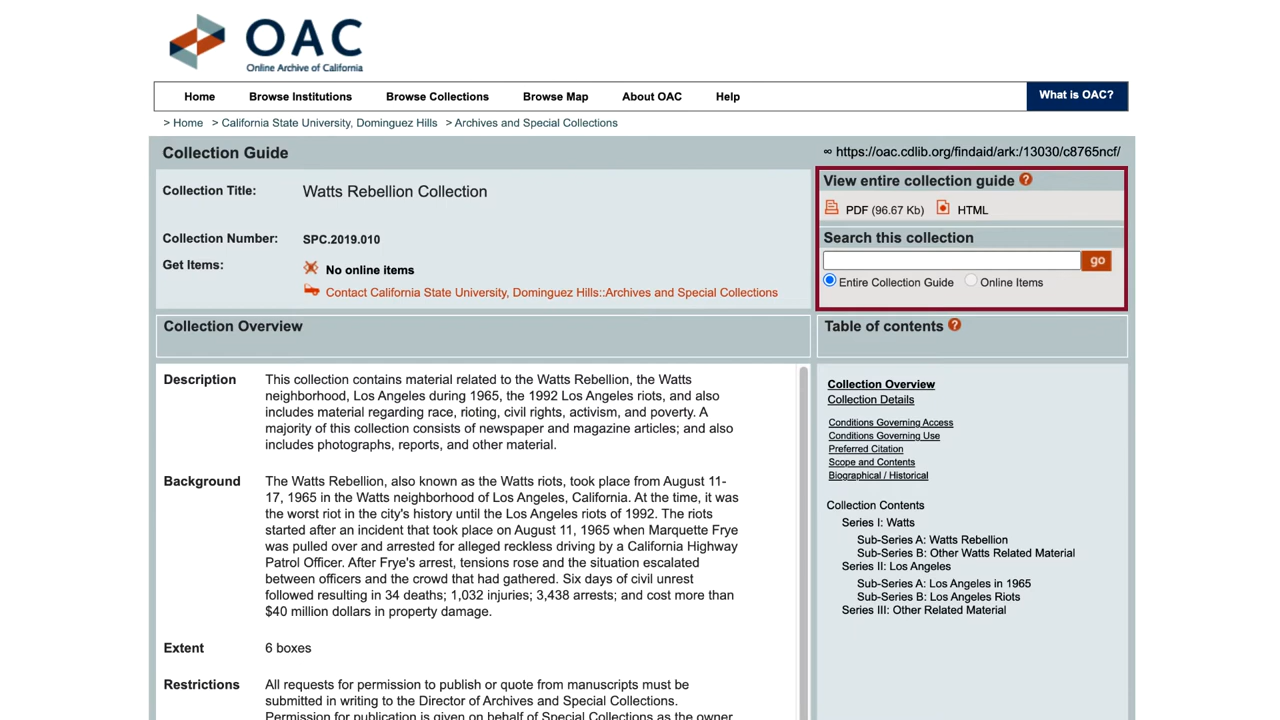 OAC
Online Archive of California
Home Browse Institutions Browse Collections Browse Map About OAC Help What is OAC?
> Home > California State University, Dominguez Hills > Archives and Special Collections
Collection Guide
∞ https://oac.cdlib.org/findaid/ark:/13030/c8765ncf/
Collection Title: Watts Rebellion Collection
Collection Number: SPC.2019.010
Get Items: No online items
Contact California State University, Dominguez Hills::Archives and Special Collections
View entire collection guide ?
PDF (96.67 Kb) HTML
Search this collection
go
Entire Collection Guide Online Items
Collection Overview
Description This collection contains material related to the Watts Rebellion, the Watts
neighborhood, Los Angeles during 1965, the 1992 Los Angeles riots, and also
includes material regarding race, rioting, civil rights, activism, and poverty. A
majority of this collection consists of newspaper and magazine articles; and also
includes photographs, reports, and other material.
Background The Watts Rebellion, also known as the Watts riots, took place from August 11-
17, 1965 in the Watts neighborhood of Los Angeles, California. At the time, it was
the worst riot in the city's history until the Los Angeles riots of 1992. The riots
started after an incident that took place on August 11, 1965 when Marquette Frye
was pulled over and arrested for alleged reckless driving by a California Highway
Patrol Officer. After Frye's arrest, tensions rose and the situation escalated
between officers and the crowd that had gathered. Six days of civil unrest
followed resulting in 34 deaths; 1,032 injuries; 3,438 arrests; and cost more than
$40 million dollars in property damage.
Extent 6 boxes
Restrictions All requests for permission to publish or quote from manuscripts must be
submitted in writing to the Director of Archives and Special Collections.
Permission for publication is given on behalf of Special Collections as the owner
Table of contents ?
Collection Overview
Collection Details
Conditions Governing Access
Conditions Governing Use
Preferred Citation
Scope and Contents
Biographical / Historical
Collection Contents
Series I: Watts
Sub-Series A: Watts Rebellion
Sub-Series B: Other Watts Related Material
Series II: Los Angeles
Sub-Series A: Los Angeles in 1965
Sub-Series B: Los Angeles Riots
Series III: Other Related Material